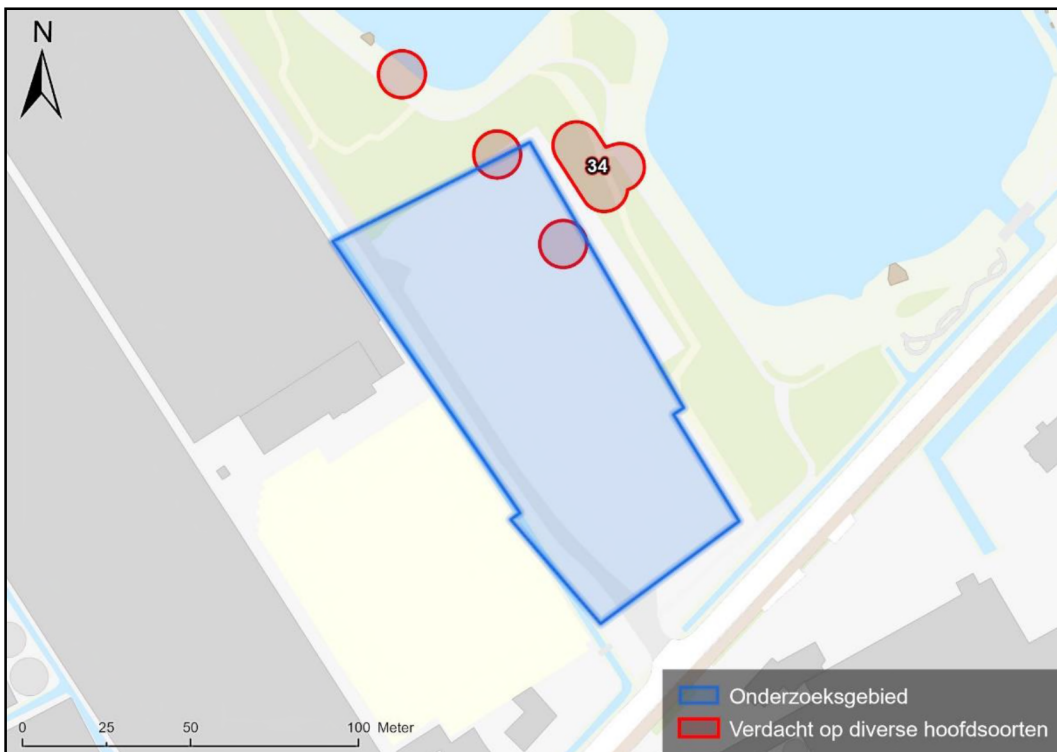 N
34
Onderzoeksgebied
Verdacht op diverse hoofdsoorten
0 25 50 100 Meter